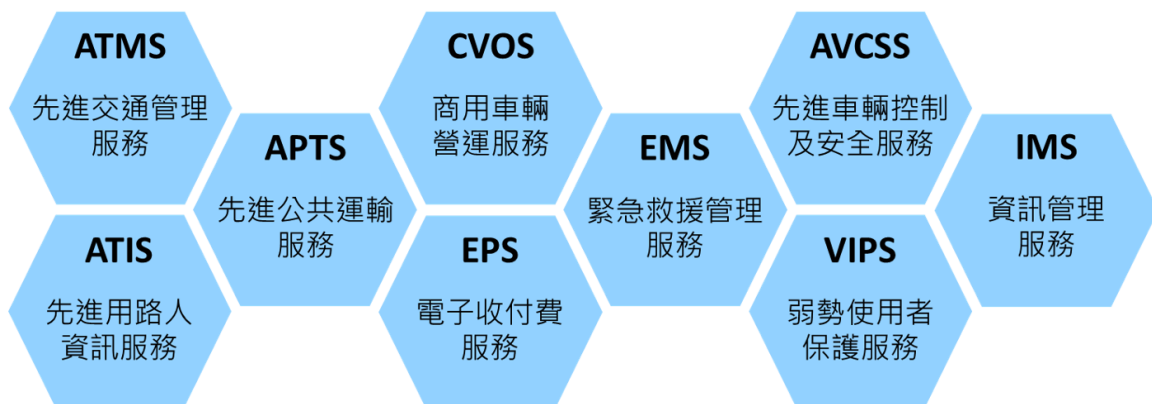 ATMS
先進交通管理
服務
ATIS
先進用路人
資訊服務
APTS
先進公共運輸
服務
CVOS
商用車輛
營運服務
EPS
電子收付費
服務
EMS
緊急救援管理
服務
AVCSS
先進車輛控制
及安全服務
VIPS
弱勢使用者
保護服務
IMS
資訊管理
服務